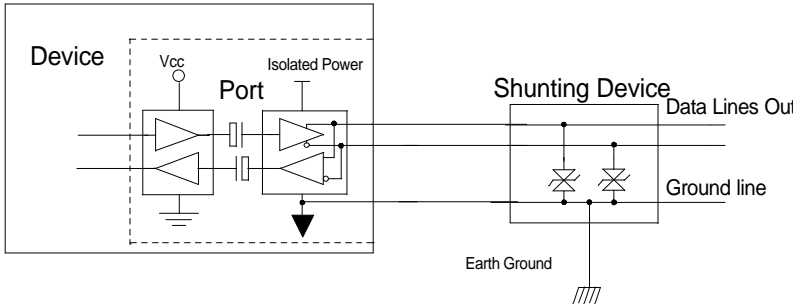 Device
Vcc
Port
Isolated Power
Shunting Device
Data Lines Out
Ground line
Earth Ground